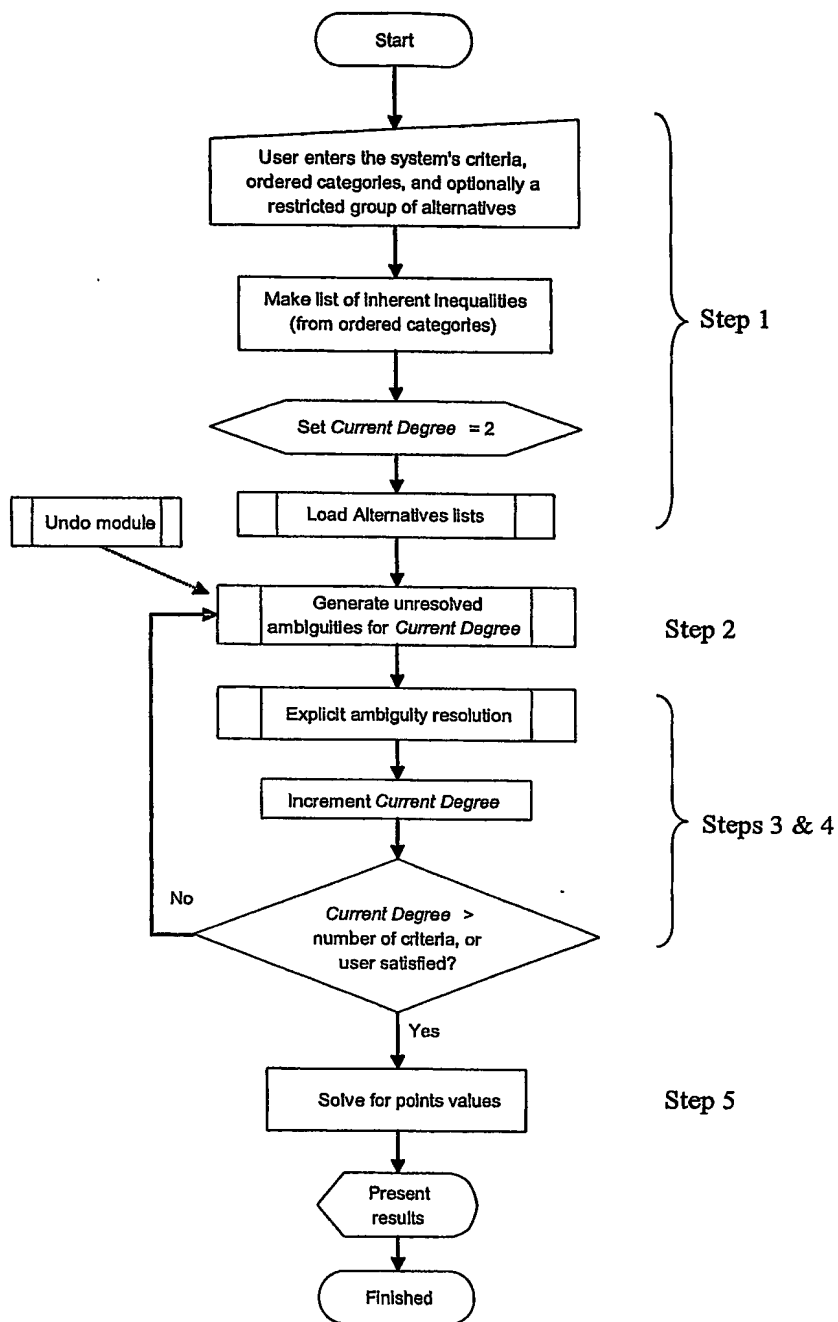 Start
User enters the system's criteria,
ordered categories, and optionally a
restricted group of alternatives
Make list of inherent inequalities
(from ordered categories)
Step 1
Set Current Degree = 2
Load Alternatives lists
Undo module
Generate unresolved
ambiguities for Current Degree
Step 2
Explicit ambiguity resolution
Increment Current Degree
Steps 3 & 4
No
Current Degree >
number of criteria, or
user satisfied?
Yes
Solve for points values
Step 5
Present
results
Finished